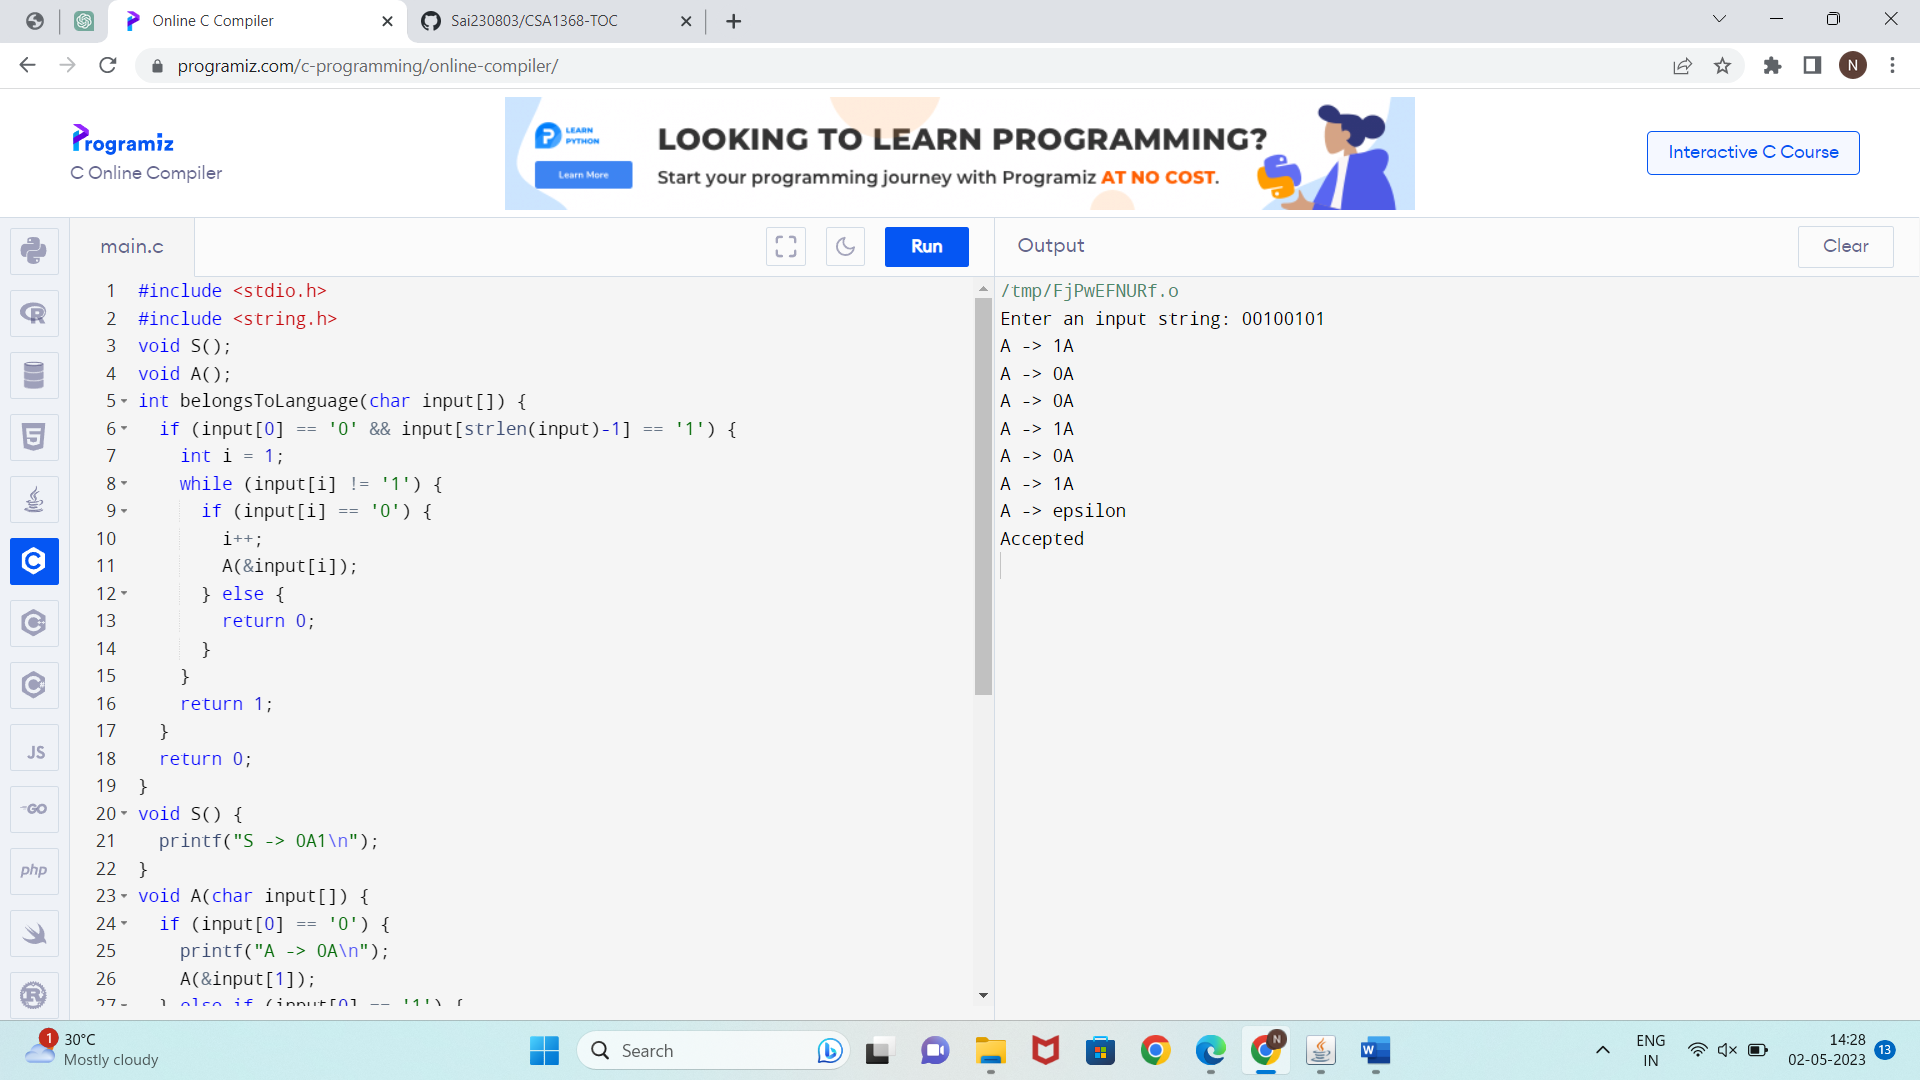 Online C Compiler
Sai230803/CSA1368-TOC
programiz.com/c-programming/online-compiler/
N
Programiz
C Online Compiler
LEARN
PYTHON
Learn More
LOOKING TO LEARN PROGRAMMING?
Start your programming journey with Programiz AT NO COST.
Interactive C Course
main.c
Run
Output
Clear
1 #include <stdio.h>
2 #include <string.h>
3 void S();
4 void A();
5 int belongsToLanguage(char input[]) {
6 if (input[0] == '0' && input[strlen(input)-1] == '1') {
7 int i = 1;
8 while (input[i] != '1') {
9 if (input[i] == '0') {
10 i++;
11 A(&input[i]);
12 } else {
13 return 0;
14 }
15 }
16 return 1;
17 }
18 return 0;
19 }
20 void S() {
21 printf("S -> 0A1\n");
22 }
23 void A(char input[]) {
24 if (input[0] == '0') {
25 printf("A -> 0A\n");
26 A(&input[1]);
27 } else if (input[0] == '1') {
/tmp/FjPwEFNURf.o
Enter an input string: 00100101
A -> 1A
A -> 0A
A -> 0A
A -> 1A
A -> 0A
A -> 1A
A -> epsilon
Accepted
JS
GO
php
1
30°C
Mostly cloudy
Search
N
ENG
IN
14:28
02-05-2023
13